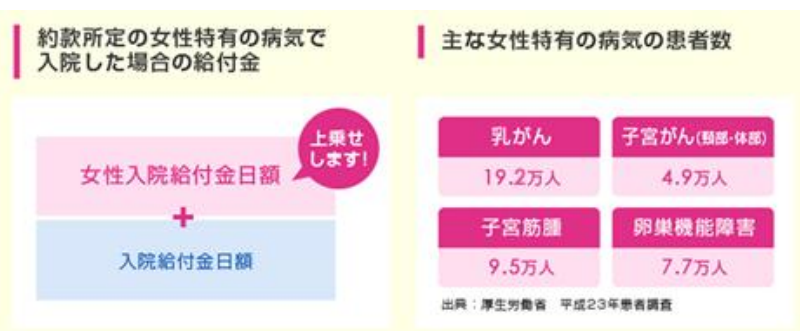 約款所定の女性特有の病気で
入院した場合の給付金
上乗せ
します!
女性入院給付金日額
+
入院給付金日額
主な女性特有の病気の患者数
乳がん
19.2万人
子宮がん(頸部・体部)
4.9万人
子宮筋腫
9.5万人
卵巣機能障害
7.7万人
出典:厚生労働省 平成23年患者調査